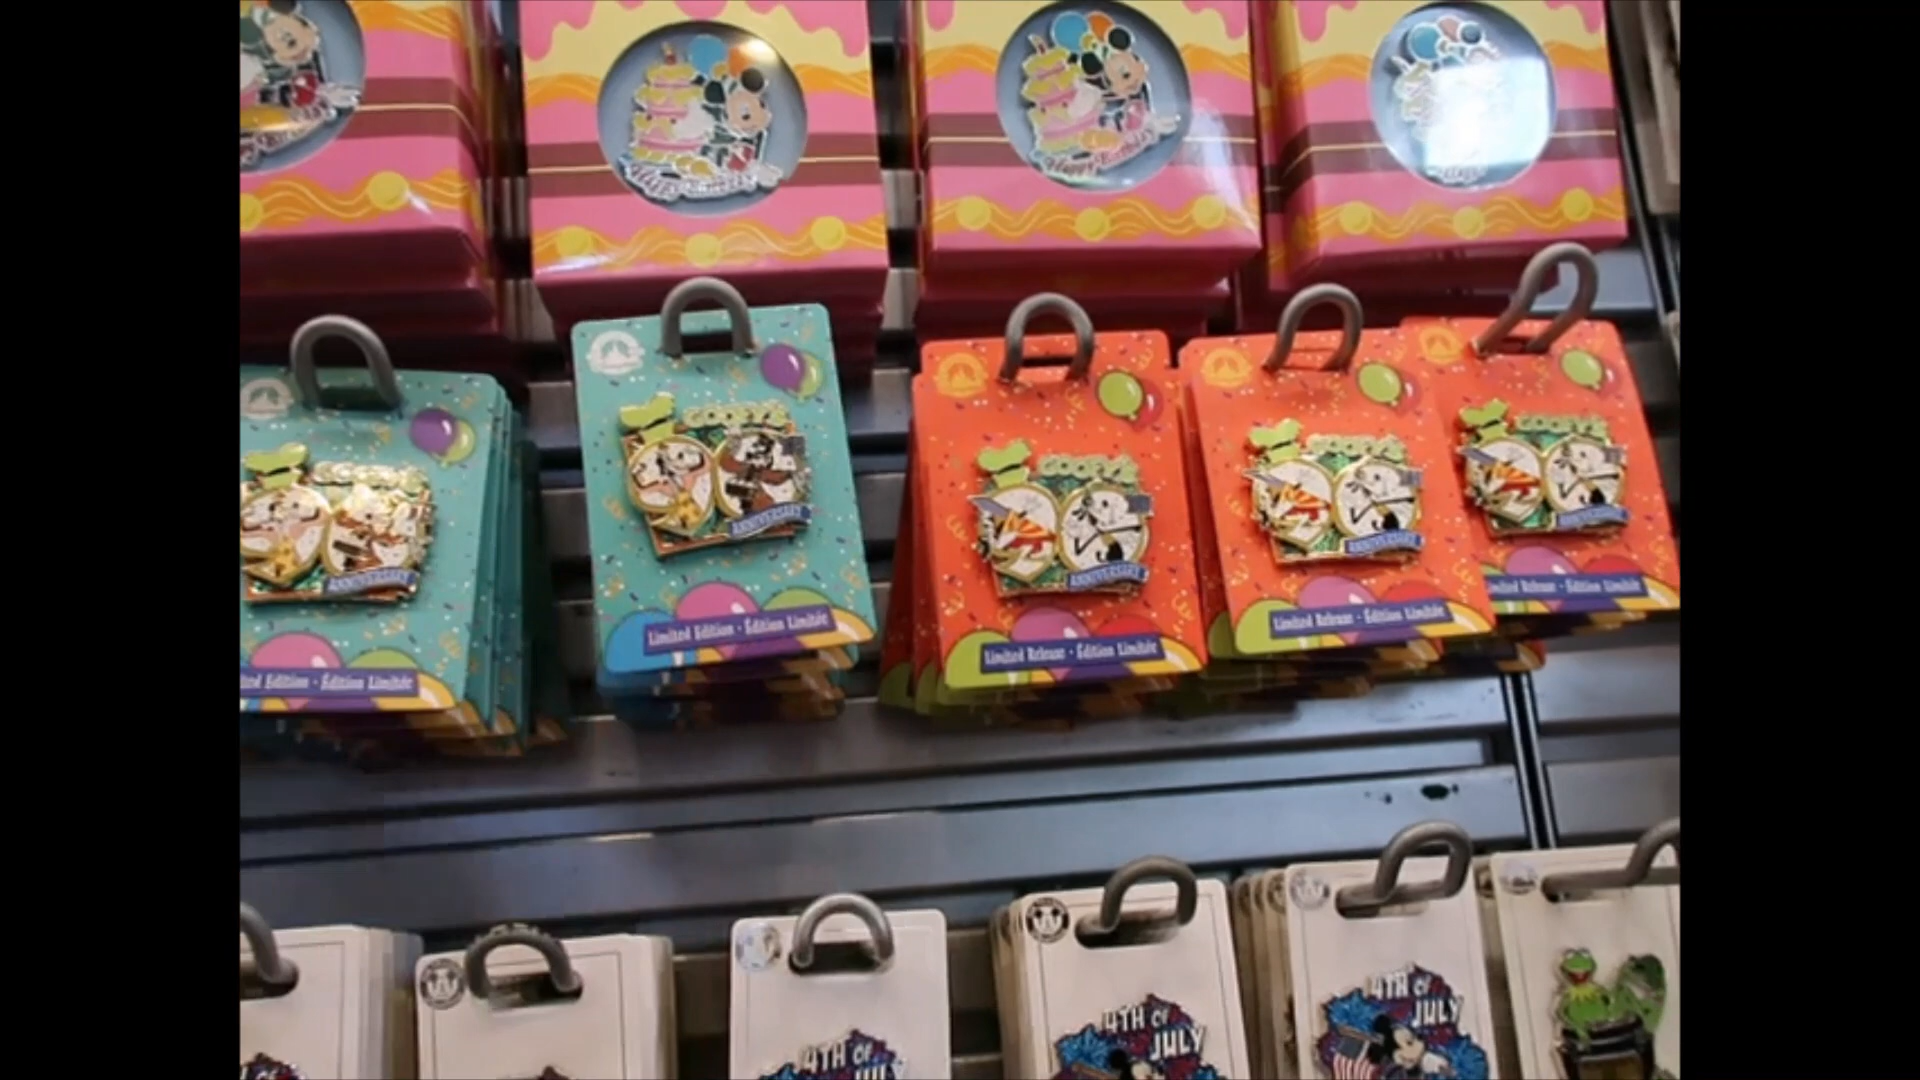 Happy Birthday
Happy Birthday
GOOFY'S
ANNIVERSARY
Edition • Édition Limitée
GOOFY'S
ANNIVERSARY
Limited Edition • Édition Limitée
GOOFY'S
ANNIVERSARY
Limited Release • Édition Limitée
GOOFY'S
ANNIVERSARY
Limited Release • Édition Limitée
GOOFY'S
ANNIVERSARY
Limited Release • Édition Limitée
4TH OF
JULY
4TH OF
JULY
4TH OF
JULY